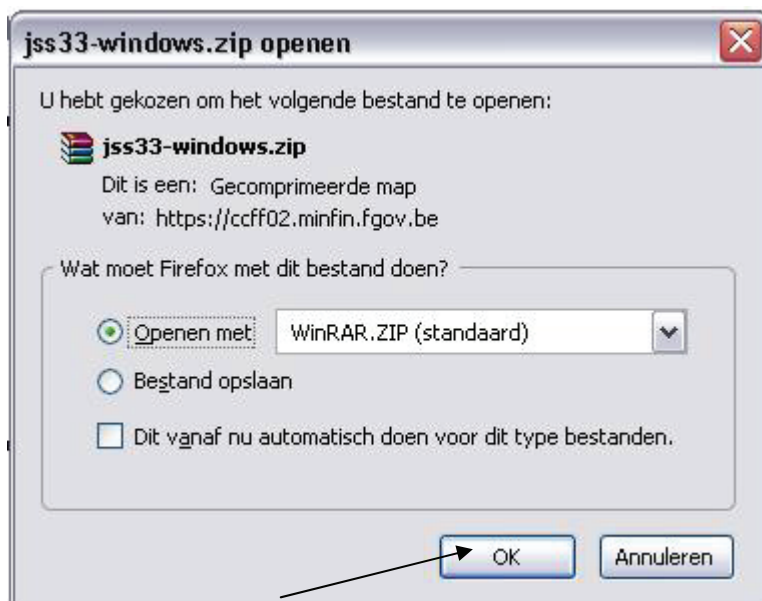 jss33-windows.zip openen
U hebt gekozen om het volgende bestand te openen:
jss33-windows.zip
Dit is een: Gecomprimeerde map
van: https://ccff02.minfin.fgov.be
Wat moet Firefox met dit bestand doen?
Openen met WinRAR.ZIP (standaard)
Bestand opslaan
Dit vanaf nu automatisch doen voor dit type bestanden.
OK Annuleren